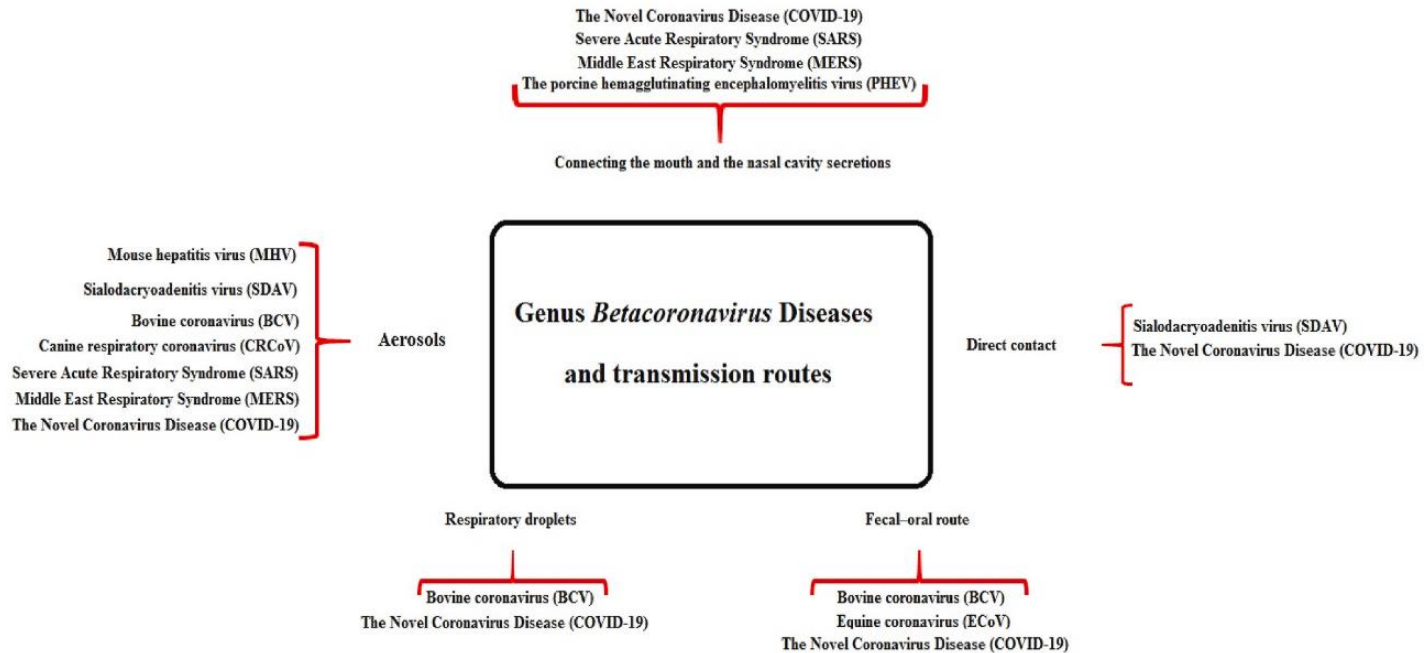 The Novel Coronavirus Disease (COVID-19)
Severe Acute Respiratory Syndrome (SARS)
Middle East Respiratory Syndrome (MERS)
The porcine hemagglutinating encephalomyelitis virus (PHEV)
Connecting the mouth and the nasal cavity secretions
Mouse hepatitis virus (MHV)
Sialodacryoadenitis virus (SDAV)
Bovine coronavirus (BCV)
Canine respiratory coronavirus (CRCoV)
Severe Acute Respiratory Syndrome (SARS)
Middle East Respiratory Syndrome (MERS)
The Novel Coronavirus Disease (COVID-19)
Aerosols
Genus Betacoronavirus Diseases
and transmission routes
Direct contact
Sialodacryoadenitis virus (SDAV)
The Novel Coronavirus Disease (COVID-19)
Respiratory droplets
Bovine coronavirus (BCV)
The Novel Coronavirus Disease (COVID-19)
Fecal–oral route
Bovine coronavirus (BCV)
Equine coronavirus (ECoV)
The Novel Coronavirus Disease (COVID-19)